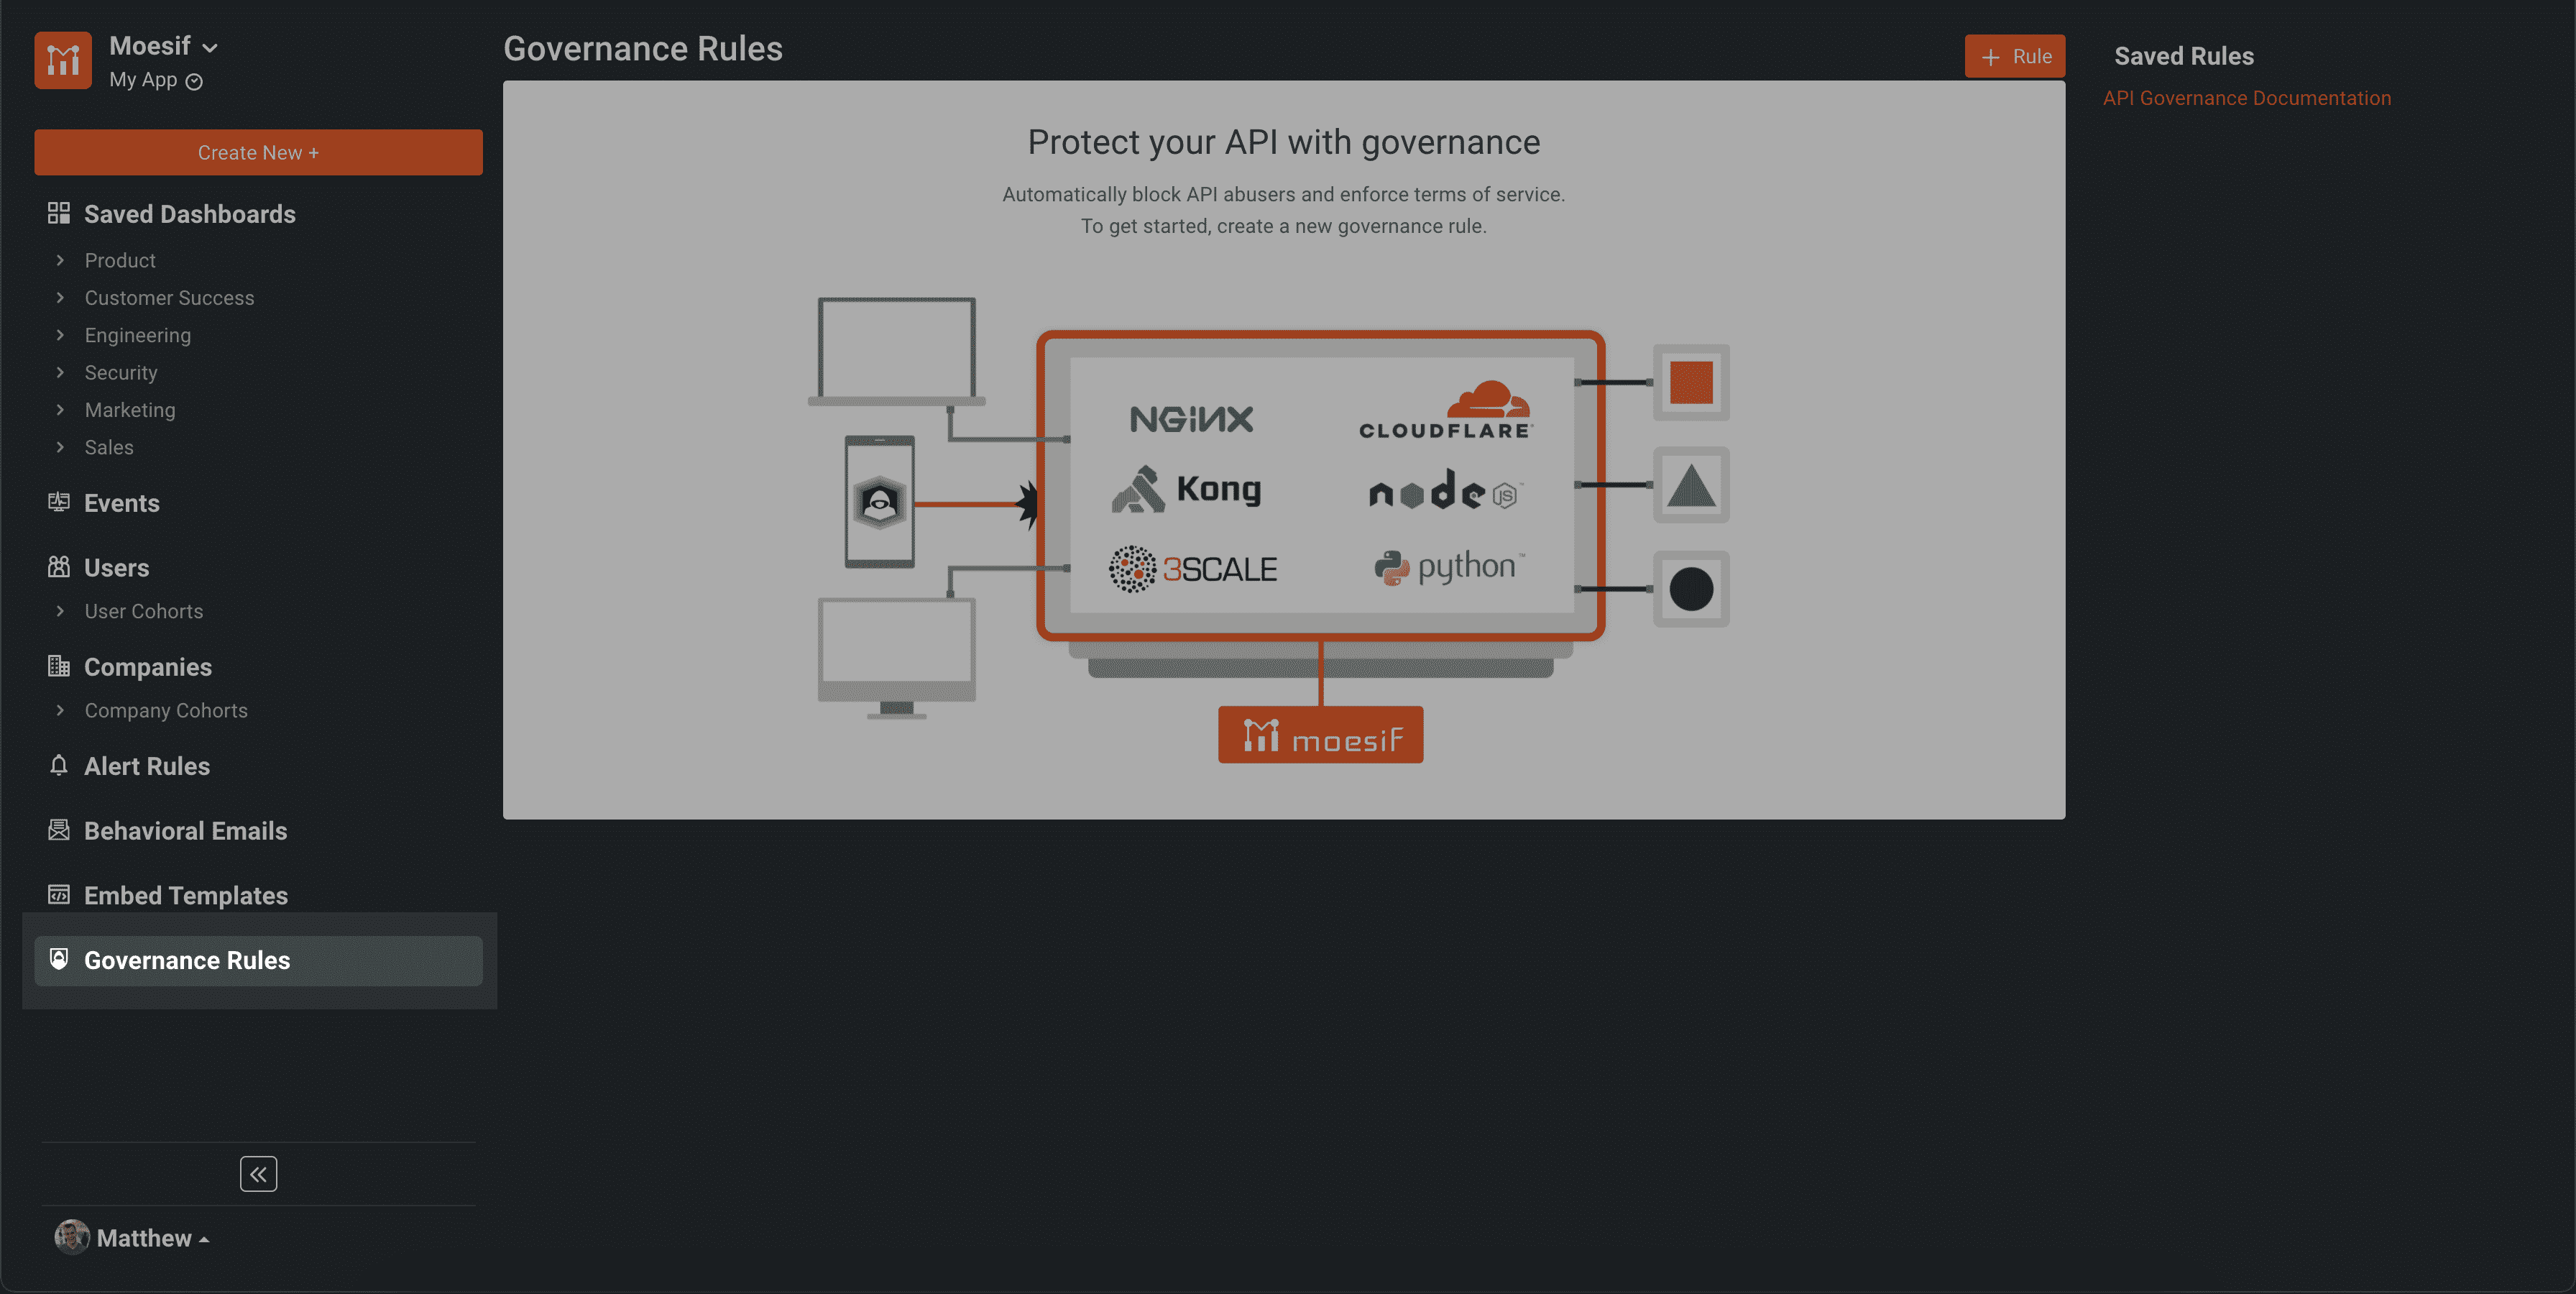 Moesif
My App
Create New +
Saved Dashboards
Product
Customer Success
Engineering
Security
Marketing
Sales
Events
Users
User Cohorts
Companies
Company Cohorts
Alert Rules
Behavioral Emails
Embed Templates
Governance Rules
Matthew
Governance Rules
+ Rule
Protect your API with governance
Automatically block API abusers and enforce terms of service.
To get started, create a new governance rule.
NGINX
CLOUDFLARE
Kong
node JS
3SCALE
python™
moesif
Saved Rules
API Governance Documentation